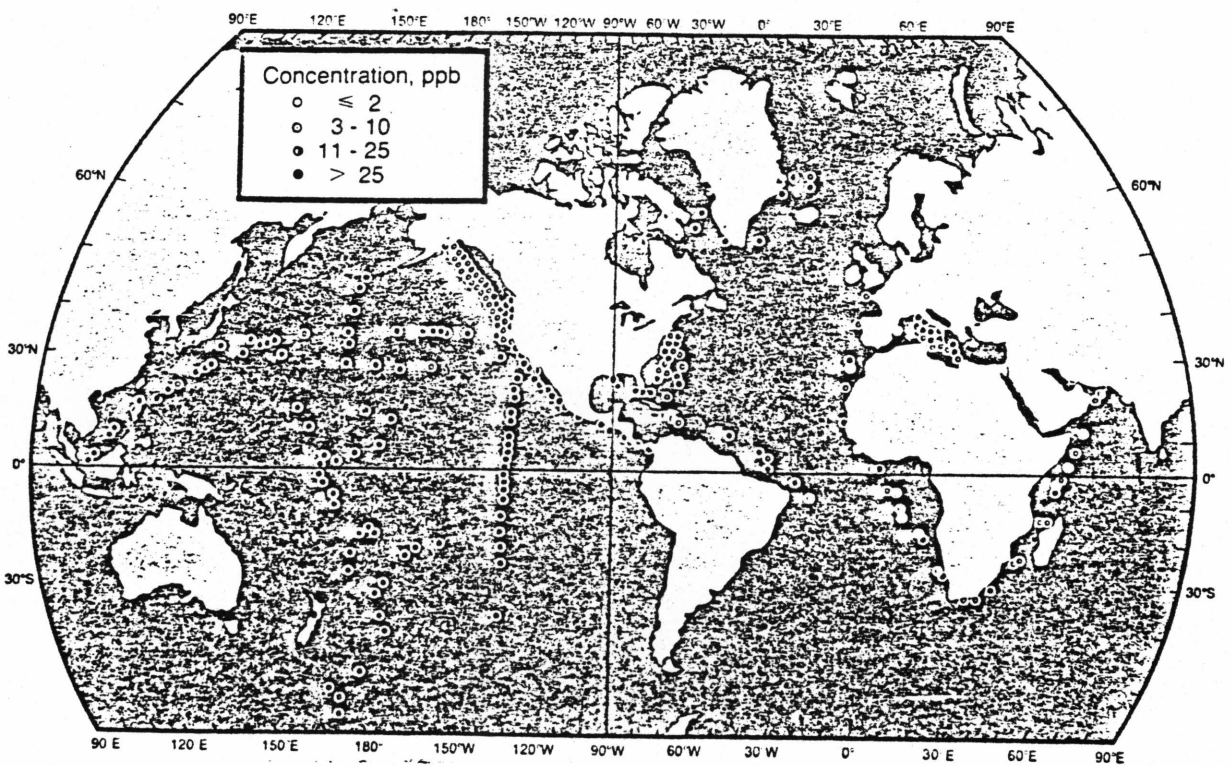 90°E 120°E 150°E 180° 150°W 120°W 90°W 60°W 30°W 0° 30°E 60°E 90°E
Concentration, ppb
≤ 2
3 - 10
11 - 25
> 25
60°N 60°N
30°N 30°N
0° 0°
30°S 30°S
90 E 120 E 150°E 180° 150°W 120°W 90°W 60°W 30 W 0° 30°E 60°E 90°E